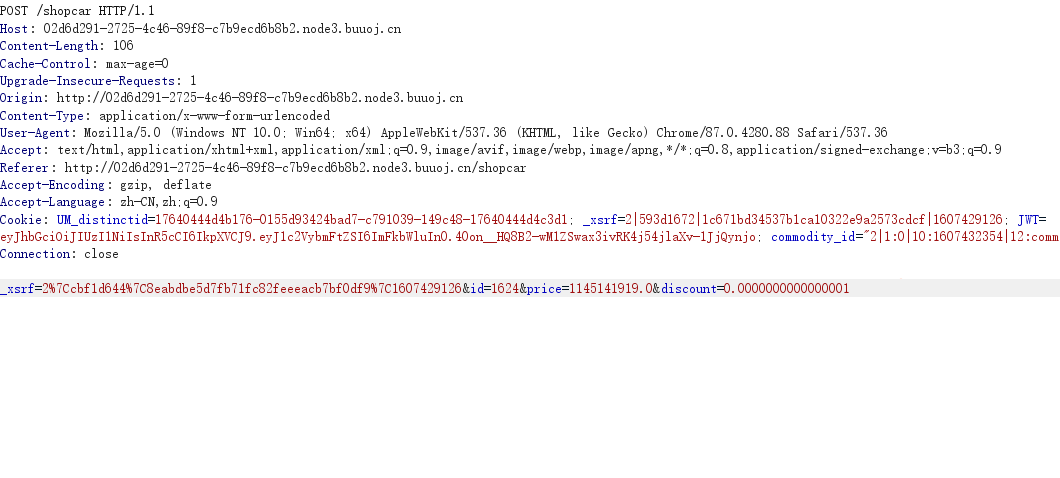 POST /shopcar HTTP/1.1
Host: 02d6d291-2725-4c46-89f8-c7b9ecd6b8b2.node3.buuoj.cn
Content-Length: 106
Cache-Control: max-age=0
Upgrade-Insecure-Requests: 1
Origin: http://02d6d291-2725-4c46-89f8-c7b9ecd6b8b2.node3.buuoj.cn
Content-Type: application/x-www-form-urlencoded
User-Agent: Mozilla/5.0 (Windows NT 10.0; Win64; x64) AppleWebKit/537.36 (KHTML, like Gecko) Chrome/87.0.4280.88 Safari/537.36
Accept: text/html,application/xhtml+xml,application/xml;q=0.9,image/avif,image/webp,image/apng,*/*;q=0.8,application/signed-exchange;v=b3;q=0.9
Referer: http://02d6d291-2725-4c46-89f8-c7b9ecd6b8b2.node3.buuoj.cn/shopcar
Accept-Encoding: gzip, deflate
Accept-Language: zh-CN,zh;q=0.9
Cookie: UM_distinctid=17640444d4b176-0155d93424bad7-c791039-149c48-17640444d4c3d1; _xsrf=2|593d1672|1c671bd34537b1ca10322e9a2573cdcf|1607429126; JWT=
eyJhbGciOiJIUzI1NiIsInR5cCI6IkpXVCJ9.eyJ1c2VybmFtZSI6ImFkbWluIn0.40on__HQ8B2-wM1ZSwax3ivRK4j54jlaXv-1JjQynjo; commodity_id="2|1:0|10:1607432354|12:comm
Connection: close
_xsrf=2%7Ccbf1d644%7C8eabdbe5d7fb71fc82feeeacb7bf0df9%7C1607429126&id=1624&price=1145141919.0&discount=0.0000000000000001